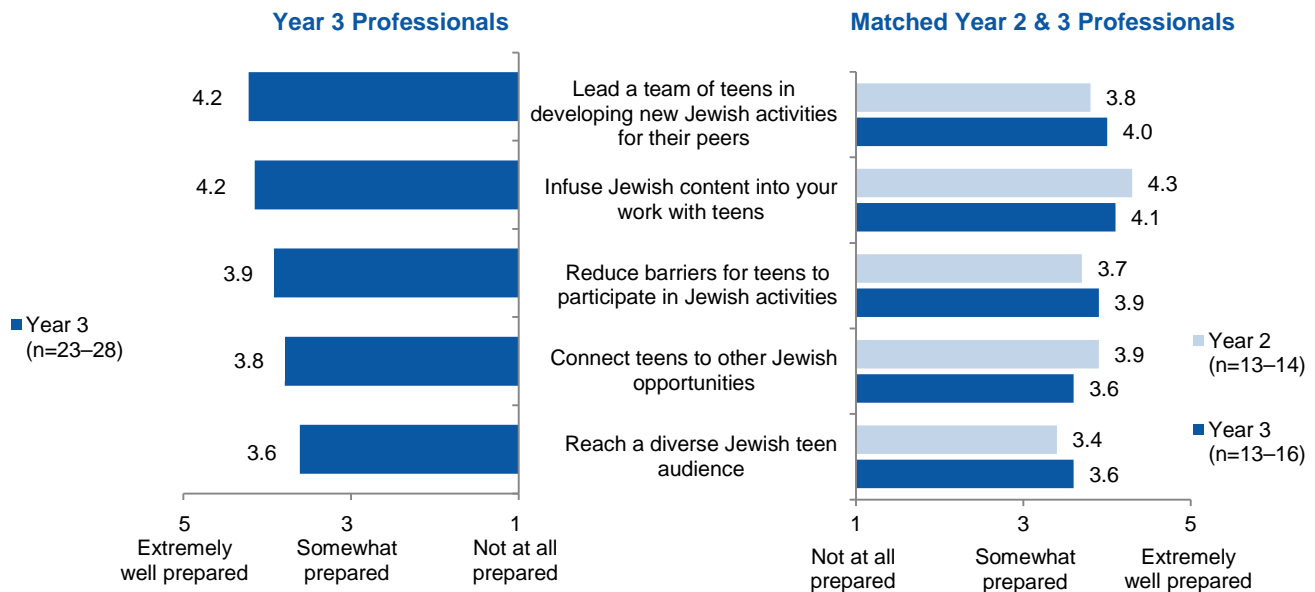 Year 3 Professionals
Matched Year 2 & 3 Professionals
4.2
Lead a team of teens in
developing new Jewish activities
for their peers
3.8
4.0
4.2
Infuse Jewish content into your
work with teens
4.3
4.1
3.9
Reduce barriers for teens to
participate in Jewish activities
3.7
3.9
Year 3
(n=23–28)
3.8
Connect teens to other Jewish
opportunities
3.9
3.6
Year 2
(n=13–14)
3.6
Reach a diverse Jewish teen
audience
3.4
3.6
Year 3
(n=13–16)
5
3
1
Extremely
well prepared
Somewhat
prepared
Not at all
prepared
1
3
5
Not at all
prepared
Somewhat
prepared
Extremely
well prepared